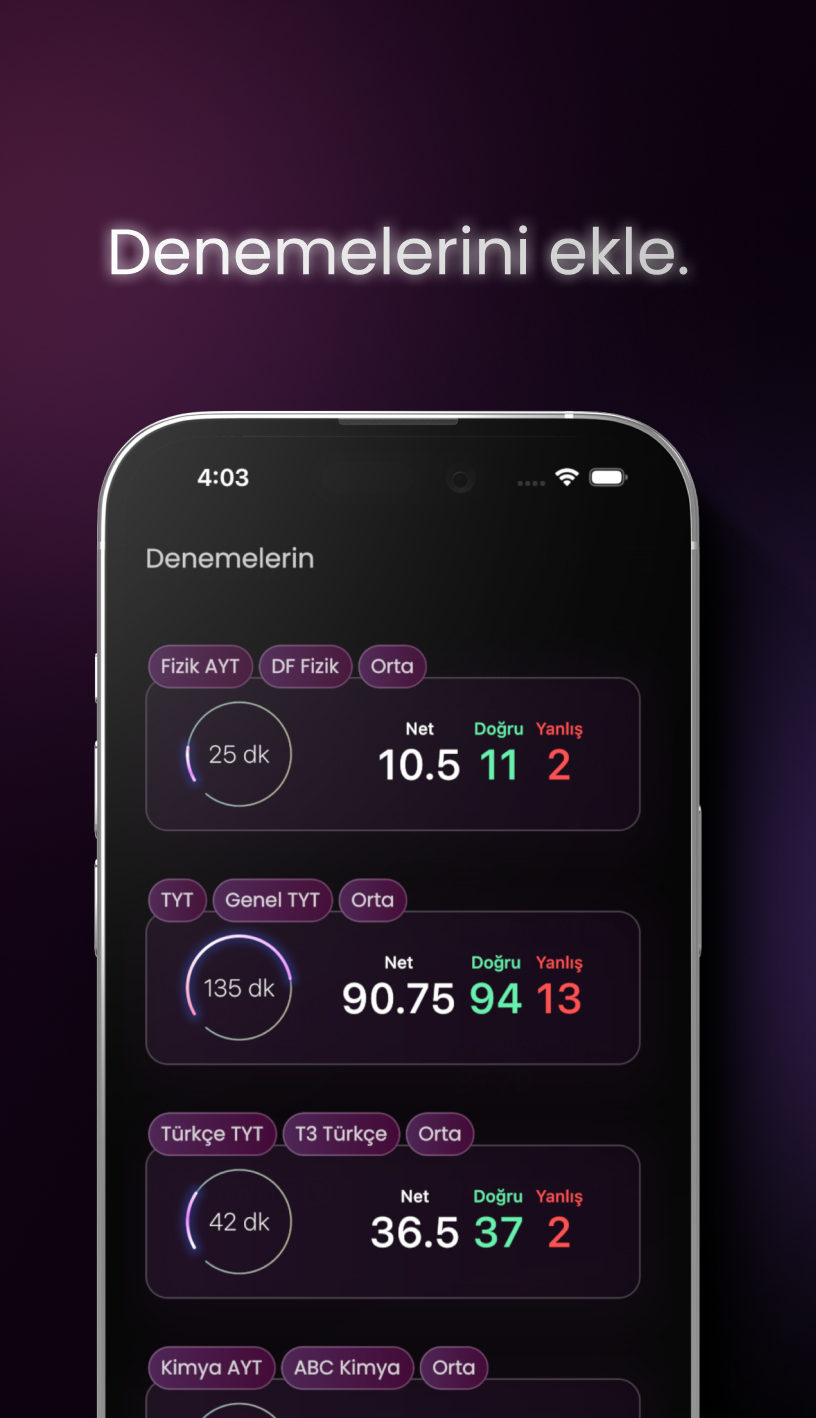 Denemelerini ekle.
4:03
Denemelerin
Fizik AYT DF Fizik Orta
Net Doğru Yanlış
25 dk 10.5 11 2
TYT Genel TYT Orta
Net Doğru Yanlış
135 dk 90.75 94 13
Türkçe TYT T3 Türkçe Orta
Net Doğru Yanlış
42 dk 36.5 37 2
Kimya AYT ABC Kimya Orta